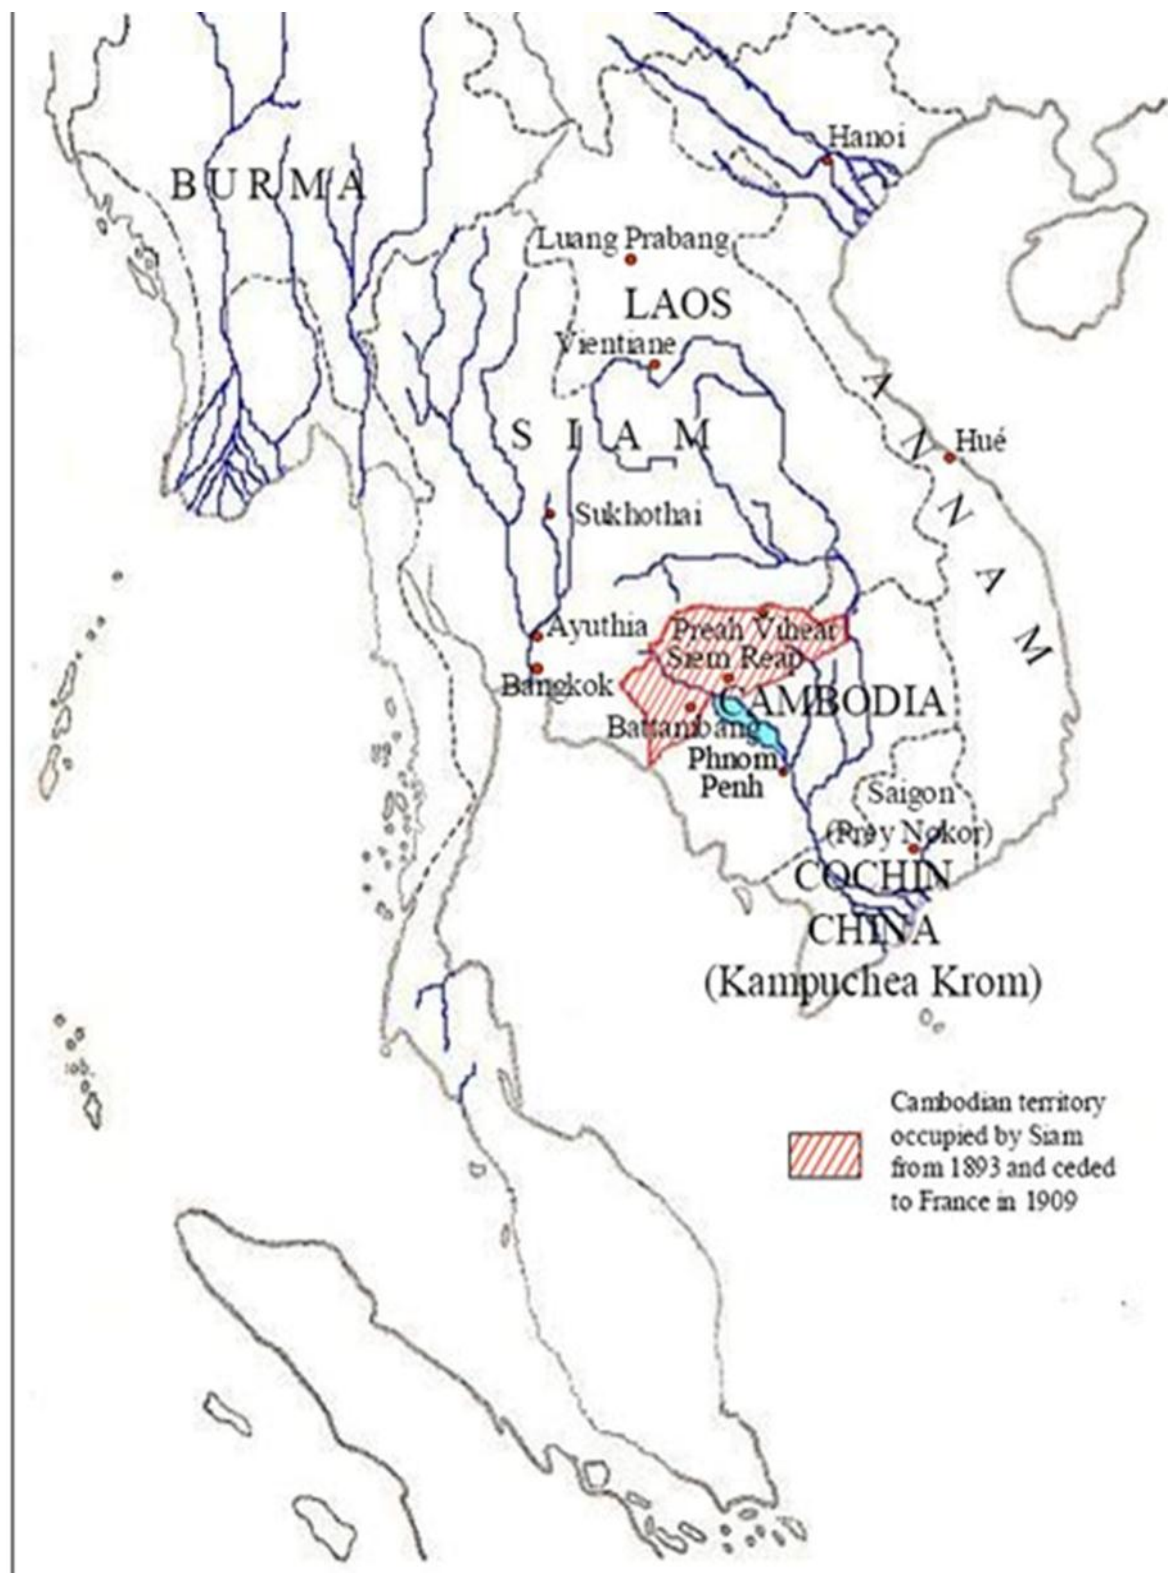 Hanoi
BURMA
Luang Prabang
LAOS
Vientiane
ANNAM
SIAM
Hué
Sukhothai
Ayuthia
Preah Vihear
Siem Reap
Bangkok
CAMBODIA
Battambang
Phnom
Penh
Saigon
(Prey Nokor)
COCHIN
CHINA
(Kampuchea Krom)
Cambodian territory
occupied by Siam
from 1893 and ceded
to France in 1909